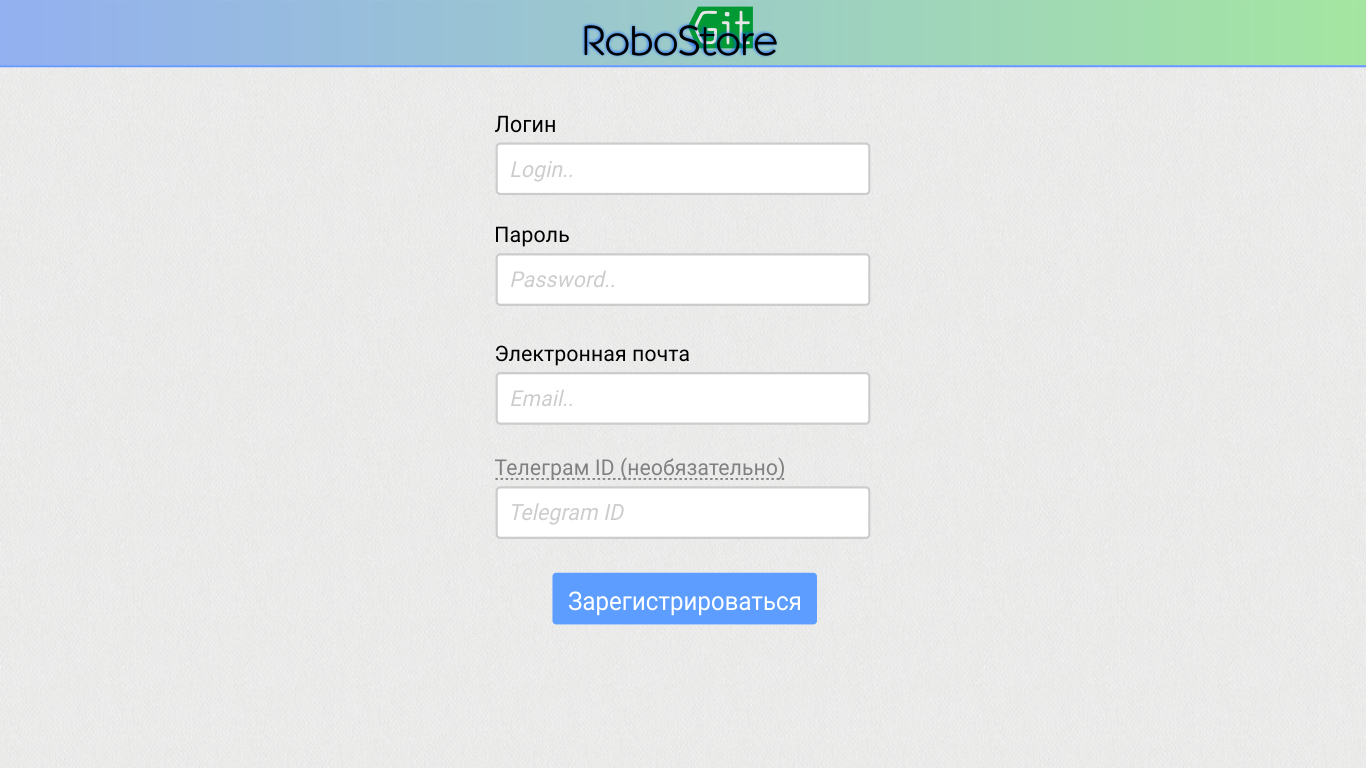 Git
RoboStore
Логин
Login..
Пароль
Password..
Электронная почта
Email..
Телеграм ID (необязательно)
Telegram ID
Зарегистрироваться